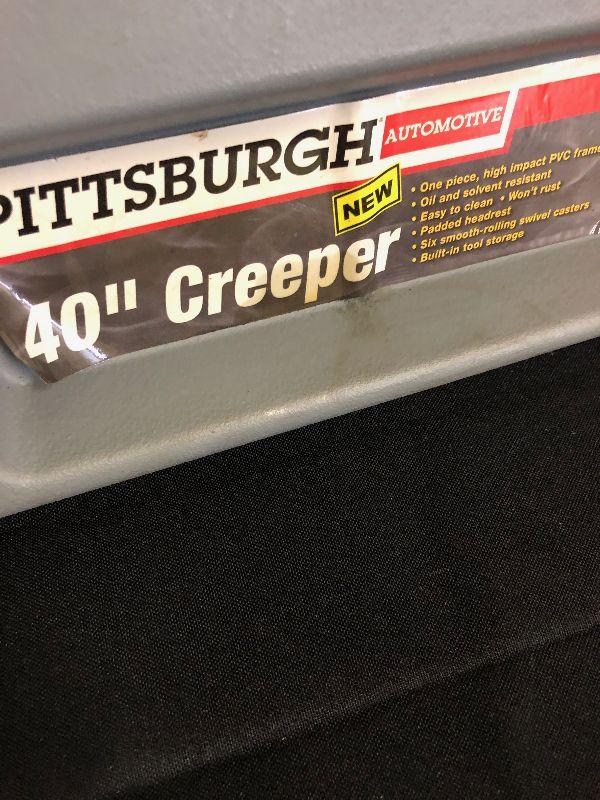 PITTSBURGH AUTOMOTIVE
NEW
40" Creeper
• One piece, high impact PVC frame
• Oil and solvent resistant
• Easy to clean • Won't rust
• Padded headrest
• Six smooth-rolling swivel casters
• Built-in tool storage